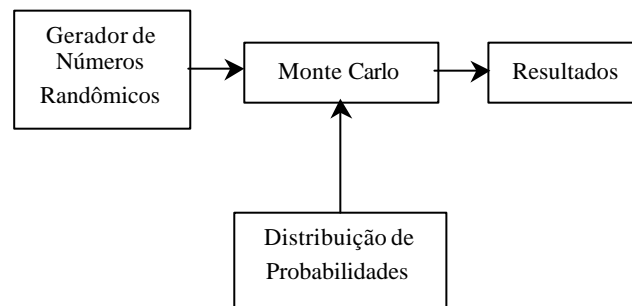 Gerador de
Números
Randômicos
Monte Carlo
Resultados
Distribuição de
Probabilidades